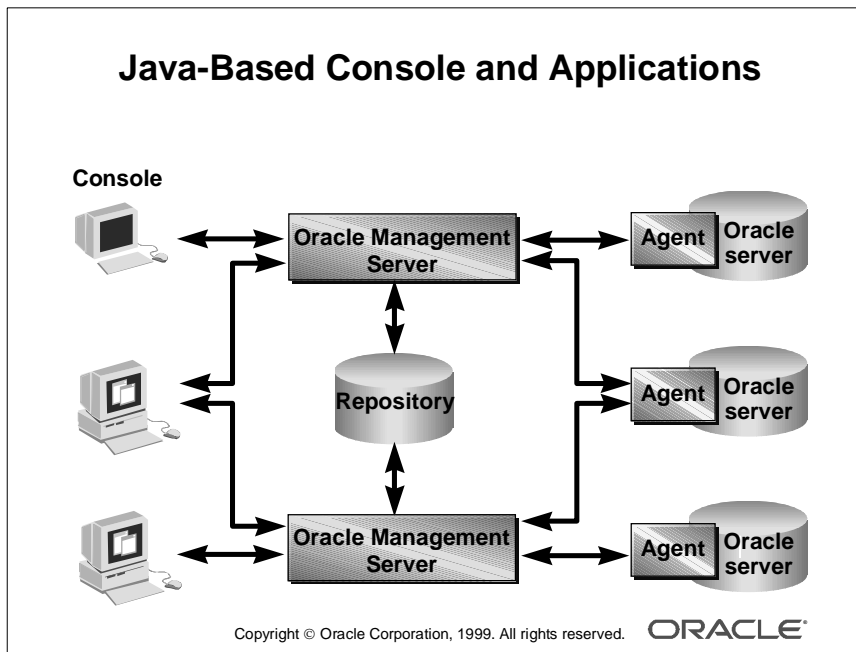 Java-Based Console and Applications
Console
Oracle Management
Server
Agent
Oracle
server
Repository
Agent
Oracle
server
Oracle Management
Server
Agent
Oracle
server
Copyright © Oracle Corporation, 1999. All rights reserved.
ORACLE®